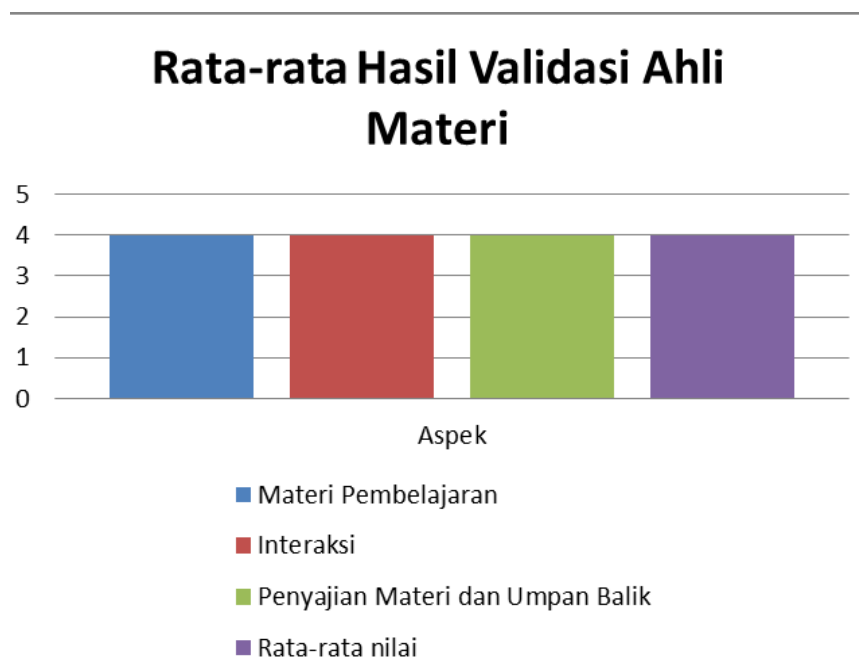 Rata-rata Hasil Validasi Ahli
Materi
5
4
3
2
1
0
Aspek
Materi Pembelajaran
Interaksi
Penyajian Materi dan Umpan Balik
Rata-rata nilai